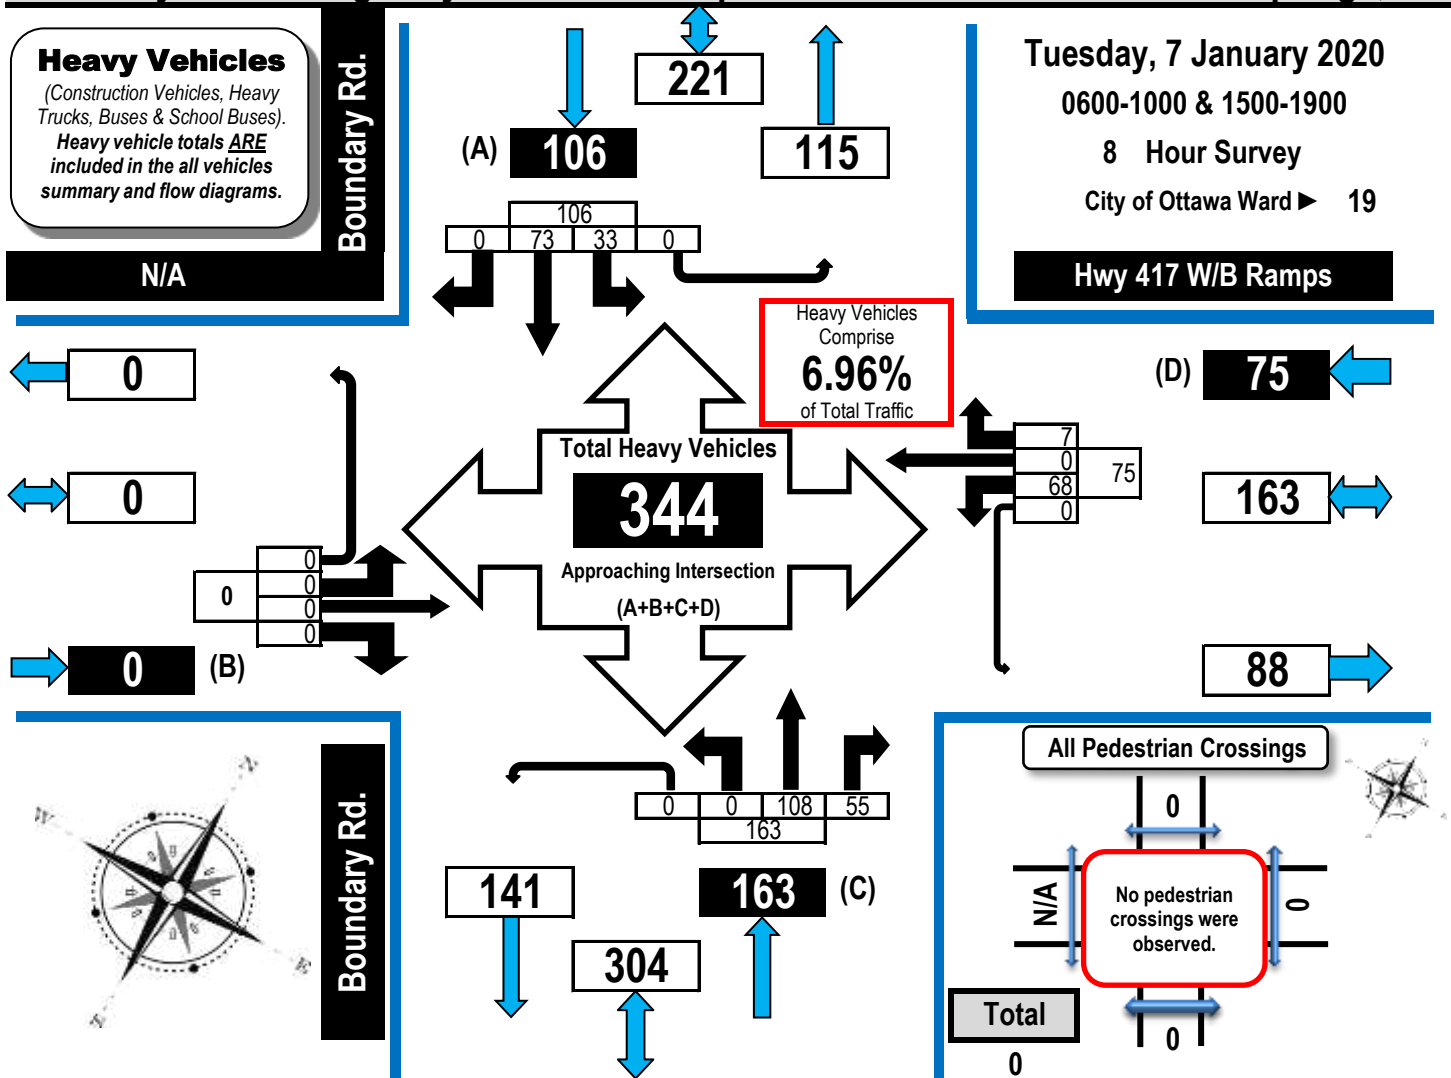 Heavy Vehicles
(Construction Vehicles, Heavy
Trucks, Buses & School Buses).
Heavy vehicle totals ARE
included in the all vehicles
summary and flow diagrams.
Boundary Rd.
N/A
221
(A) 106
115
106
0 73 33 0
Tuesday, 7 January 2020
0600-1000 & 1500-1900
8 Hour Survey
City of Ottawa Ward ► 19
Hwy 417 W/B Ramps
Heavy Vehicles
Comprise
6.96%
of Total Traffic
0
0
0
0
0
0
0
0 (B)
Total Heavy Vehicles
344
Approaching Intersection
(A+B+C+D)
(D) 75
7
0
68
0
75
163
88
0 0 108 55
163
141
163 (C)
304
Boundary Rd.
N
W
E
S
All Pedestrian Crossings
0
N/A
No pedestrian
crossings were
observed.
0
0
Total
0